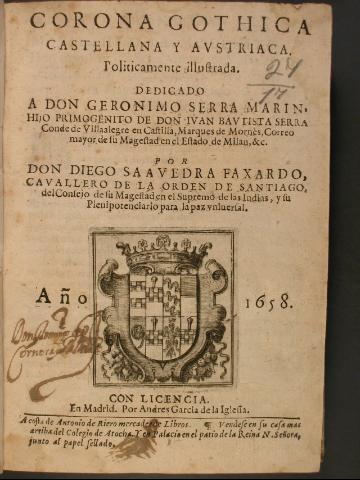 CORONA GOTHICA
CASTELLANA Y AVSTRIACA.
Politicamente illustrada.
24
17
DEDICADO
A DON GERONIMO SERRA MARIN,
HIJO PRIMOGENITO DE DON IVAN BAVTISTA SERRA
Conde de Villaalegre en Castilla, Marques de Mornès, Correo
mayor de su Magestad en el Estado de Milan, &c.
POR
DON DIEGO SAAVEDRA FAXARDO,
CAVALLERO DE LA ORDEN DE SANTIAGO,
del Consejo de su Magestad en el Supremo de las Indias, y su
Plenipotenciario para la paz vniuersal.
Año 1658.
CON LICENCIA.
En Madrid. Por Andres Garcia de la Iglesia.
A costa de Antonio de Riero mercader de Libros. ¶ Vendese en su casa mas
arriba del Colegio de Atocha. Y en Palacio en el patio de la Reina N. Señora,
junto al papel sellado.